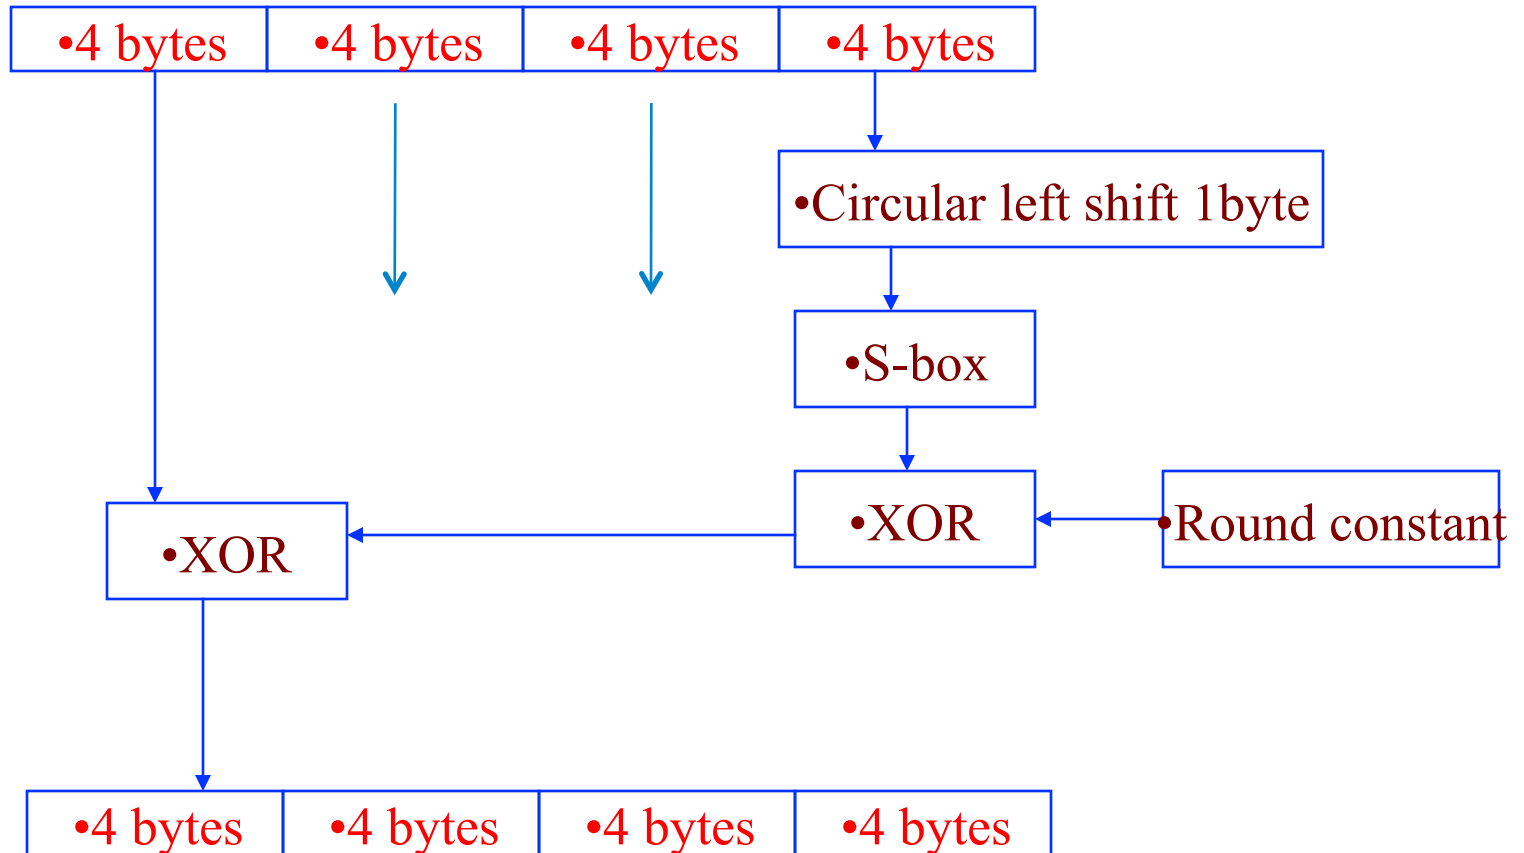 •4 bytes •4 bytes •4 bytes •4 bytes
•Circular left shift 1byte
•S-box
•XOR •Round constant
•XOR
•4 bytes •4 bytes •4 bytes •4 bytes